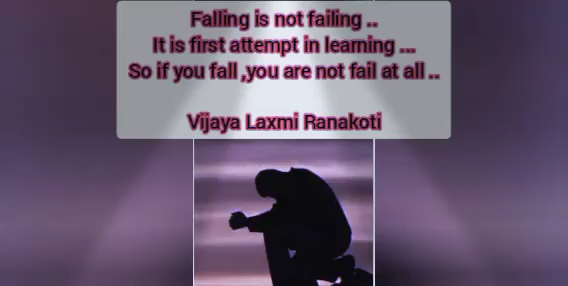 Falling is not failing ..
It is first attempt in learning ...
So if you fall ,you are not fail at all ..
Vijaya Laxmi Ranakoti